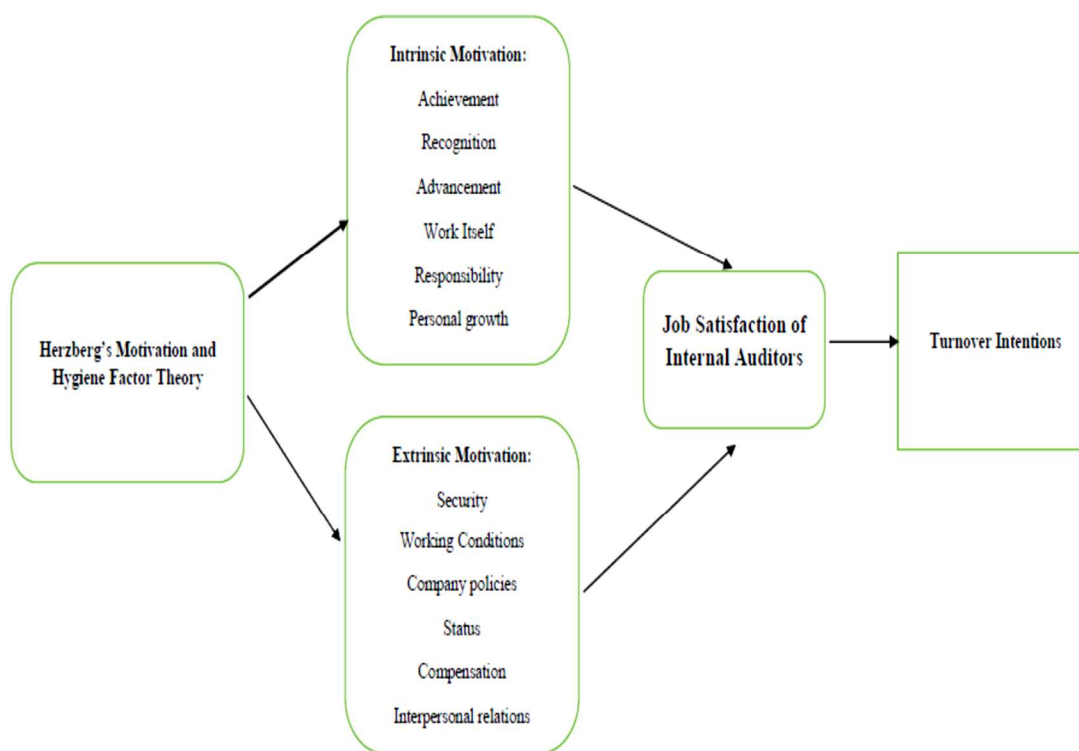 Herzberg's Motivation and
Hygiene Factor Theory
Intrinsic Motivation:
Achievement
Recognition
Advancement
Work Itself
Responsibility
Personal growth
Extrinsic Motivation:
Security
Working Conditions
Company policies
Status
Compensation
Interpersonal relations
Job Satisfaction of
Internal Auditors
Turnover Intentions